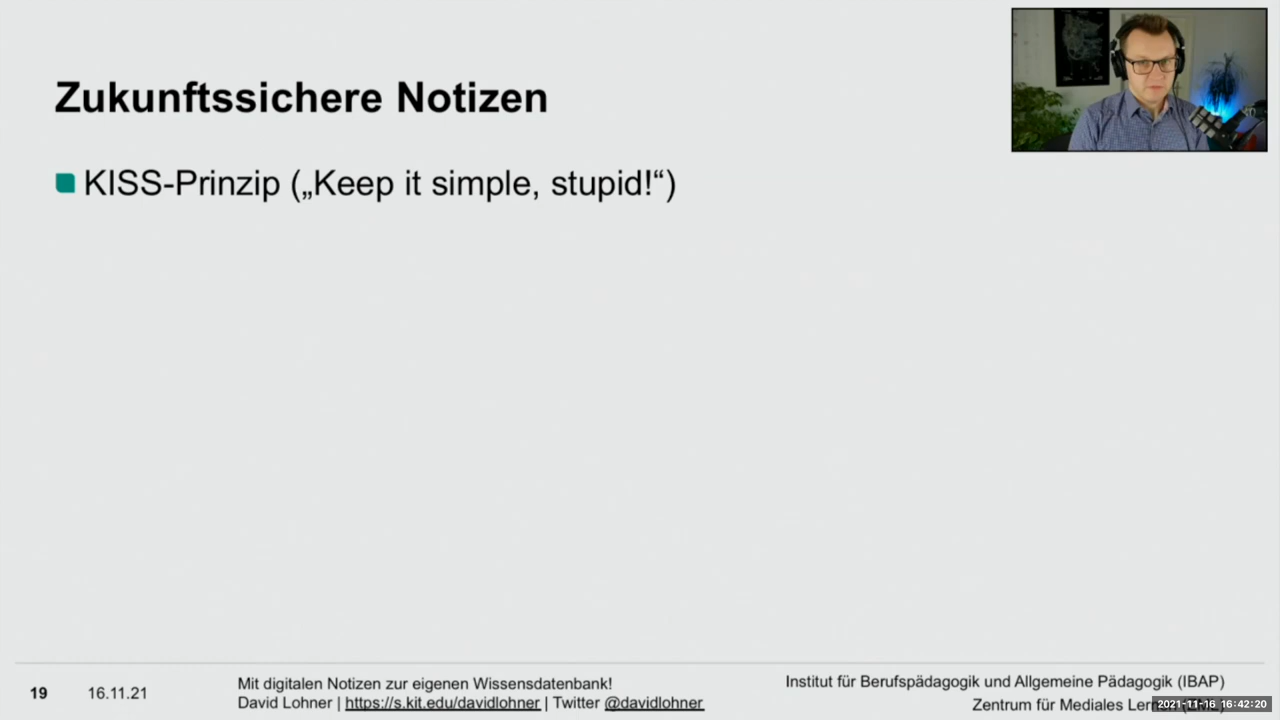 Zukunftssichere Notizen
KISS-Prinzip („Keep it simple, stupid!“)
19
16.11.21
Mit digitalen Notizen zur eigenen Wissensdatenbank!
David Lohner | https://s.kit.edu/davidlohner | Twitter @davidlohner
Institut für Berufspädagogik und Allgemeine Pädagogik (IBAP)
Zentrum für Mediales
2021-11-16 16:42:20